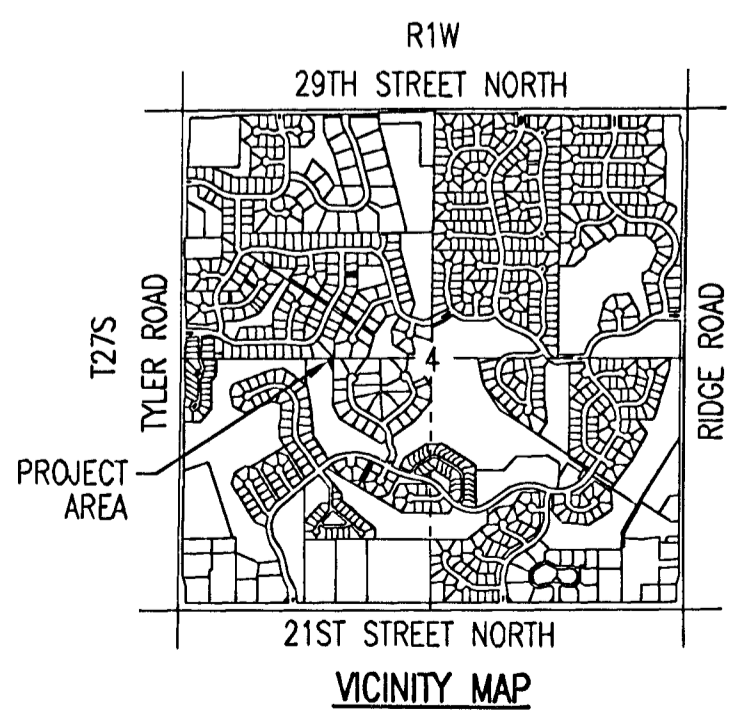 R1W
29TH STREET NORTH
T27S
TYLER ROAD
4
RIDGE ROAD
PROJECT
AREA
21ST STREET NORTH
VICINITY MAP